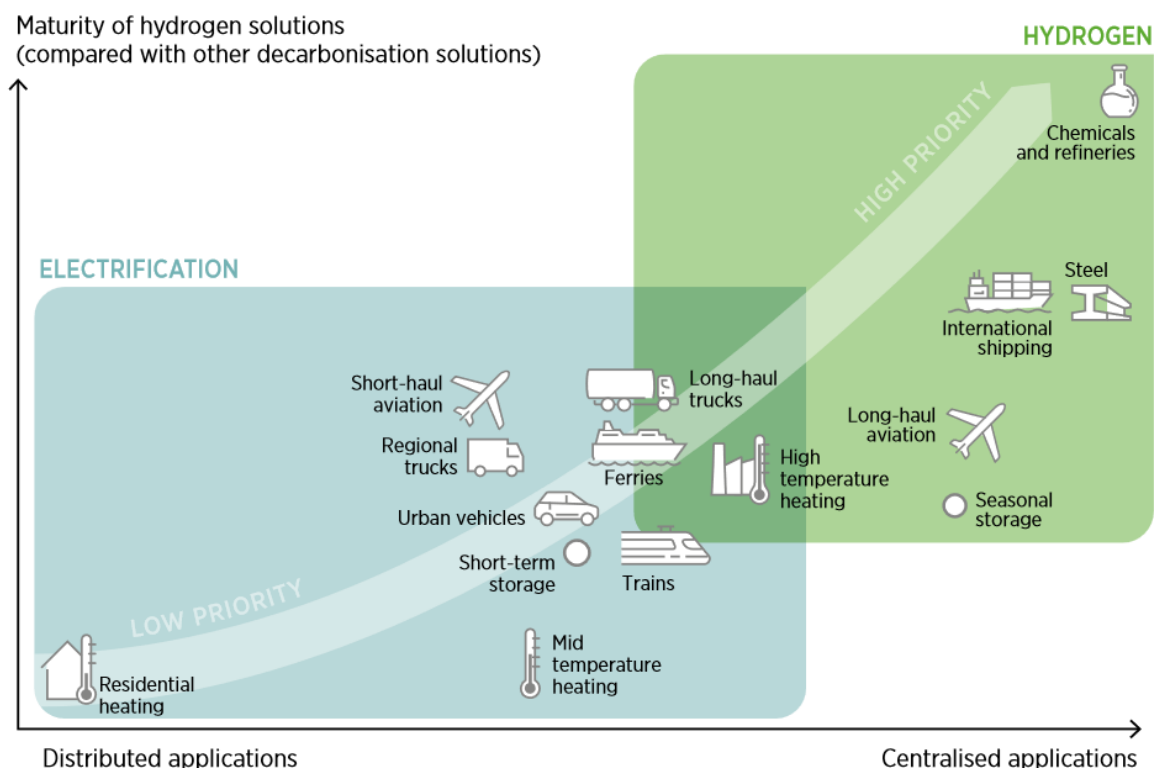 Maturity of hydrogen solutions
(compared with other decarbonisation solutions)
HYDROGEN
HIGH PRIORITY
Chemicals
and refineries
ELECTRIFICATION
Steel
International
shipping
Short-haul
aviation
Long-haul
trucks
Long-haul
aviation
Regional
trucks
Ferries
High
temperature
heating
Urban vehicles
Seasonal
storage
Short-term
storage
Trains
LOW PRIORITY
Mid
temperature
heating
Residential
heating
Distributed applications
Centralised applications